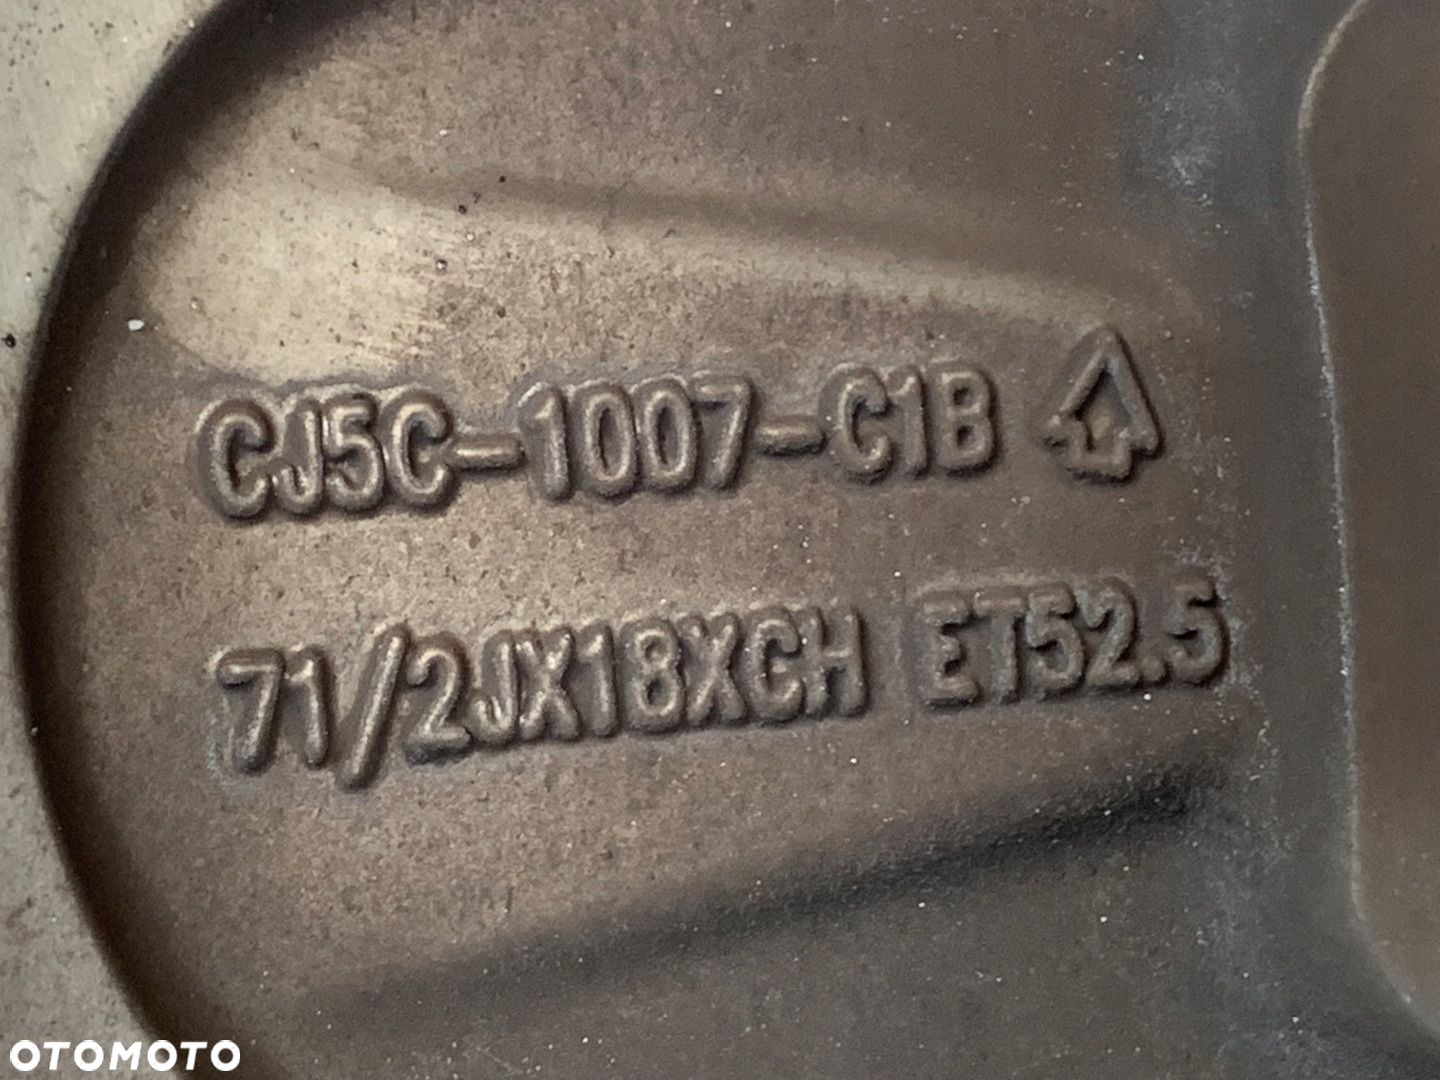 CJ5C-1007-C1B
71/2JX18XCH ET52.5
OTOMOTO